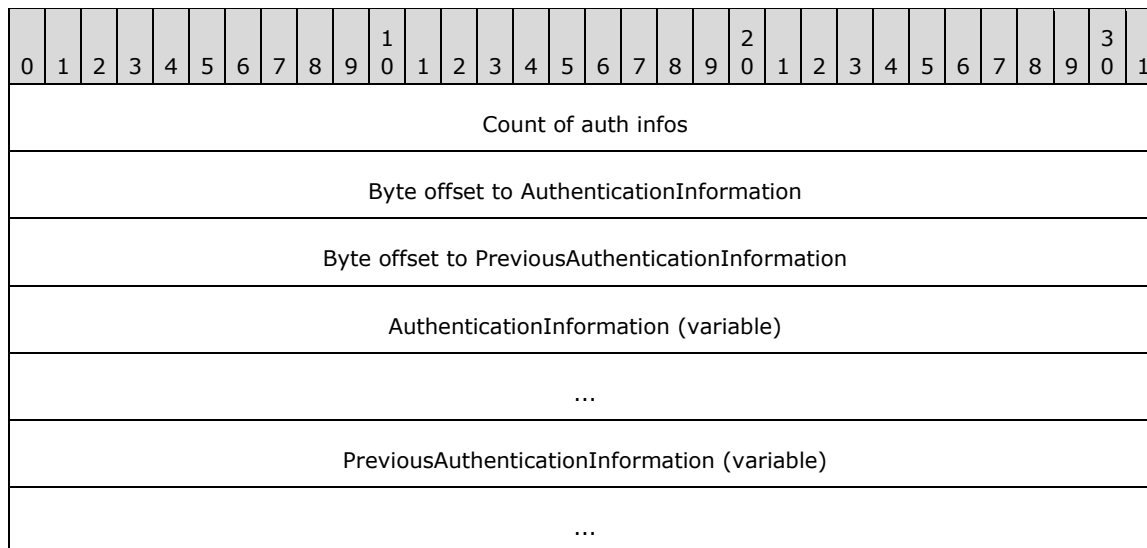 1 2 3
0 1 2 3 4 5 6 7 8 9 0 1 2 3 4 5 6 7 8 9 0 1 2 3 4 5 6 7 8 9 0 1
Count of auth infos
Byte offset to AuthenticationInformation
Byte offset to PreviousAuthenticationInformation
AuthenticationInformation (variable)
...
PreviousAuthenticationInformation (variable)
...